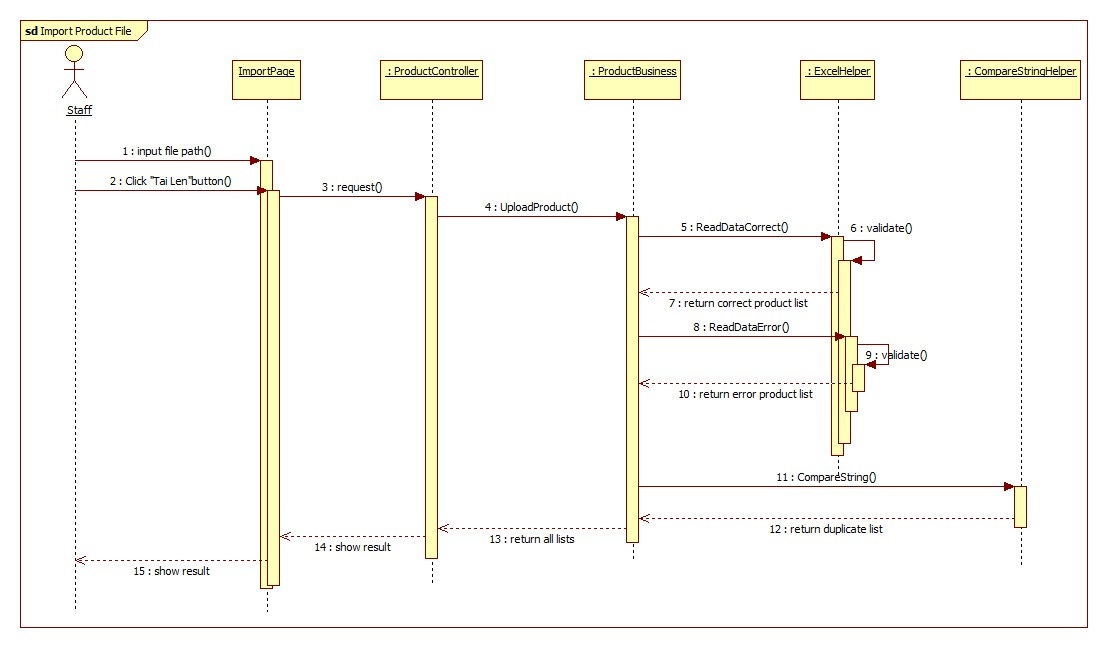 sd Import Product File
Staff
ImportPage
: ProductController
: ProductBusiness
: ExcelHelper
: CompareStringHelper
1 : input file path()
2 : Click "Tai Len"button()
3 : request()
4 : UploadProduct()
5 : ReadDataCorrect()
6 : validate()
7 : return correct product list
8 : ReadDataError()
9 : validate()
10 : return error product list
11 : CompareString()
12 : return duplicate list
13 : return all lists
14 : show result
15 : show result